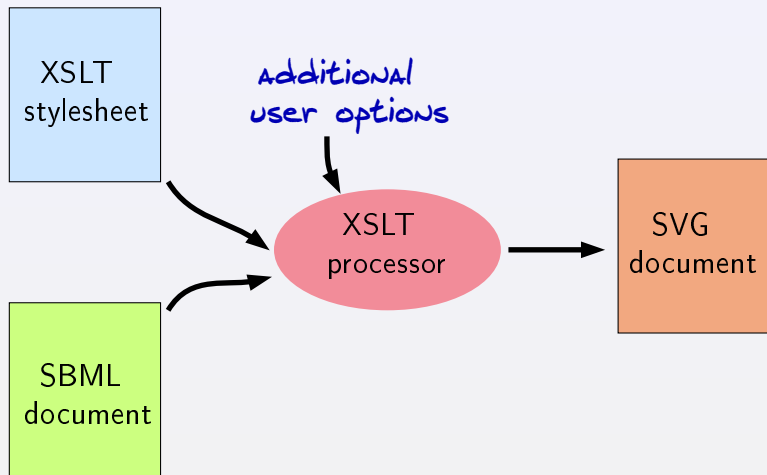 XSLT
stylesheet
additional
user options
XSLT
processor
SVG
document
SBML
document